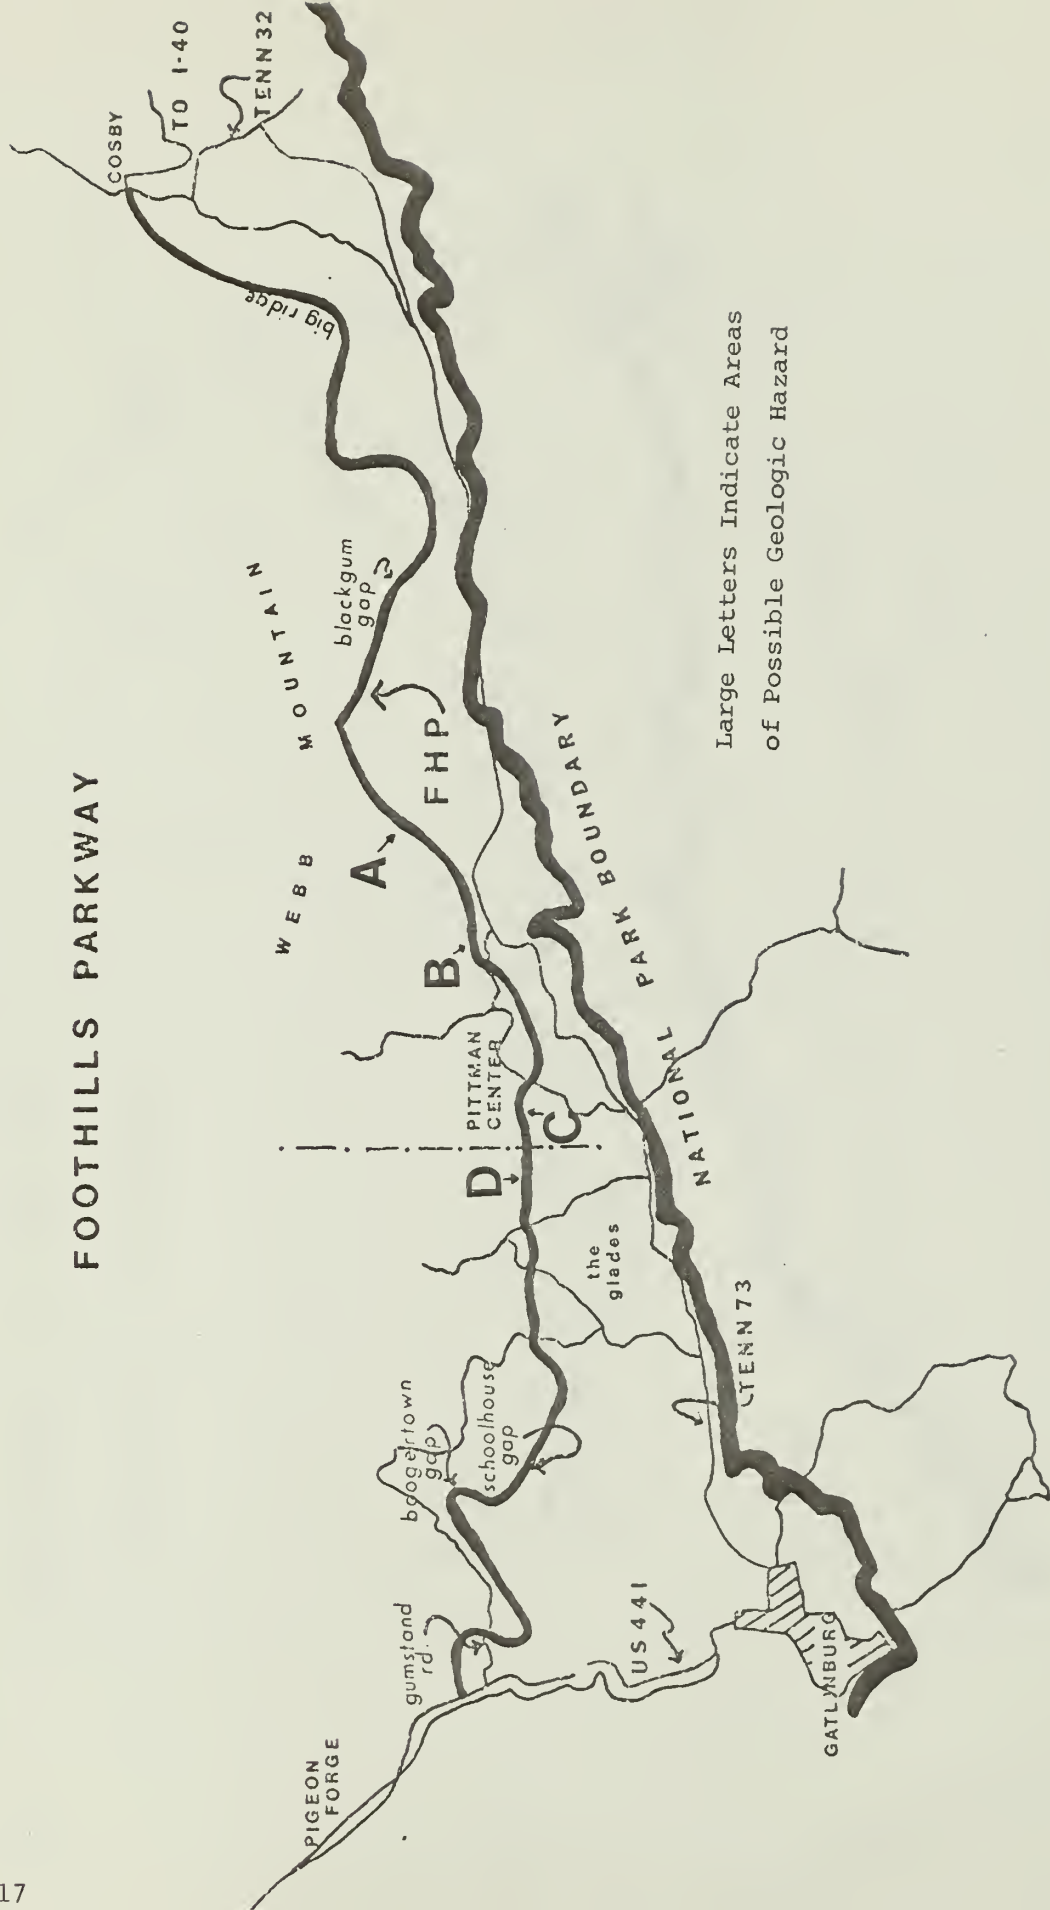 FOOTHILLS PARKWAY
PIGEON
FORGE
gumstand
rd.
boogertown
gap
schoolhouse
gap
US 441
GATLINBURG
TENN 73
the
glades
D
C
PITTMAN
CENTER
B
A
WEBB MOUNTAIN
FHP
blackgum
gap
big ridge
COSBY
TO I-40
TENN 32
NATIONAL PARK BOUNDARY
Large Letters Indicate Areas
of Possible Geologic Hazard
17